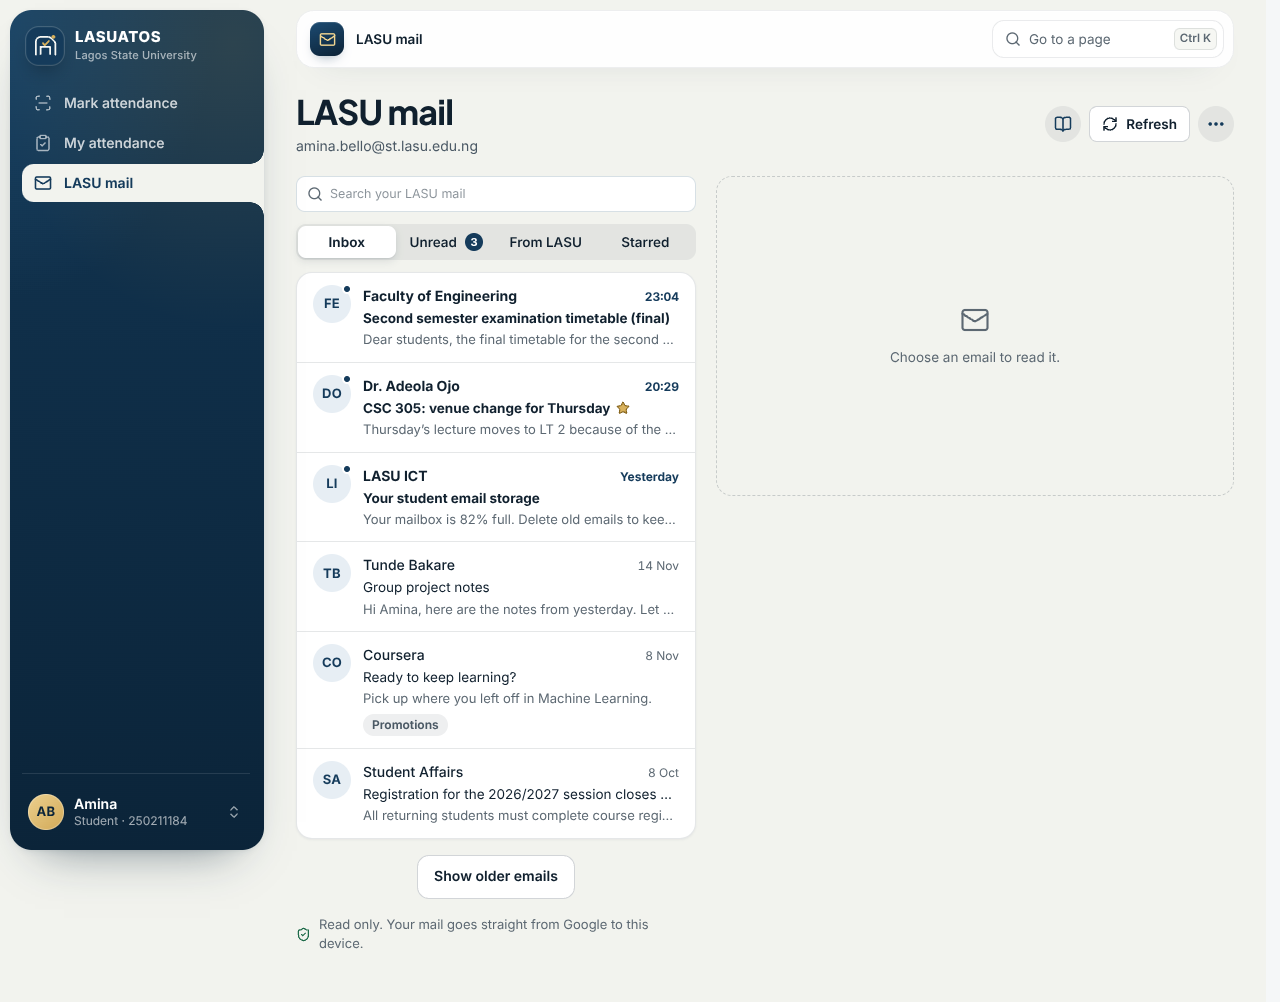 LASUATOS
Lagos State University
Mark attendance
My attendance
LASU mail
AB
Amina
Student · 250211184
LASU mail
Go to a page
Ctrl K
LASU mail
amina.bello@st.lasu.edu.ng
Refresh
Search your LASU mail
Inbox
Unread 3
From LASU
Starred
FE
Faculty of Engineering
23:04
Second semester examination timetable (final)
Dear students, the final timetable for the second ...
DO
Dr. Adeola Ojo
20:29
CSC 305: venue change for Thursday
Thursday’s lecture moves to LT 2 because of the ...
LI
LASU ICT
Yesterday
Your student email storage
Your mailbox is 82% full. Delete old emails to kee...
TB
Tunde Bakare
14 Nov
Group project notes
Hi Amina, here are the notes from yesterday. Let ...
CO
Coursera
8 Nov
Ready to keep learning?
Pick up where you left off in Machine Learning.
Promotions
SA
Student Affairs
8 Oct
Registration for the 2026/2027 session closes ...
All returning students must complete course regi...
Show older emails
Read only. Your mail goes straight from Google to this
device.
Choose an email to read it.